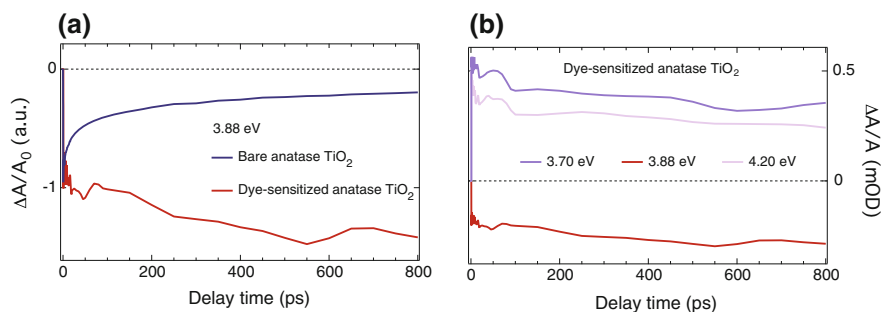 (a)
0
-1
ΔA/A₀ (a.u.)
3.88 eV
Bare anatase TiO₂
Dye-sensitized anatase TiO₂
0 200 400 600 800
Delay time (ps)
(b)
Dye-sensitized anatase TiO₂
3.70 eV 3.88 eV 4.20 eV
0.5
0
ΔA/A (mOD)
0 200 400 600 800
Delay time (ps)